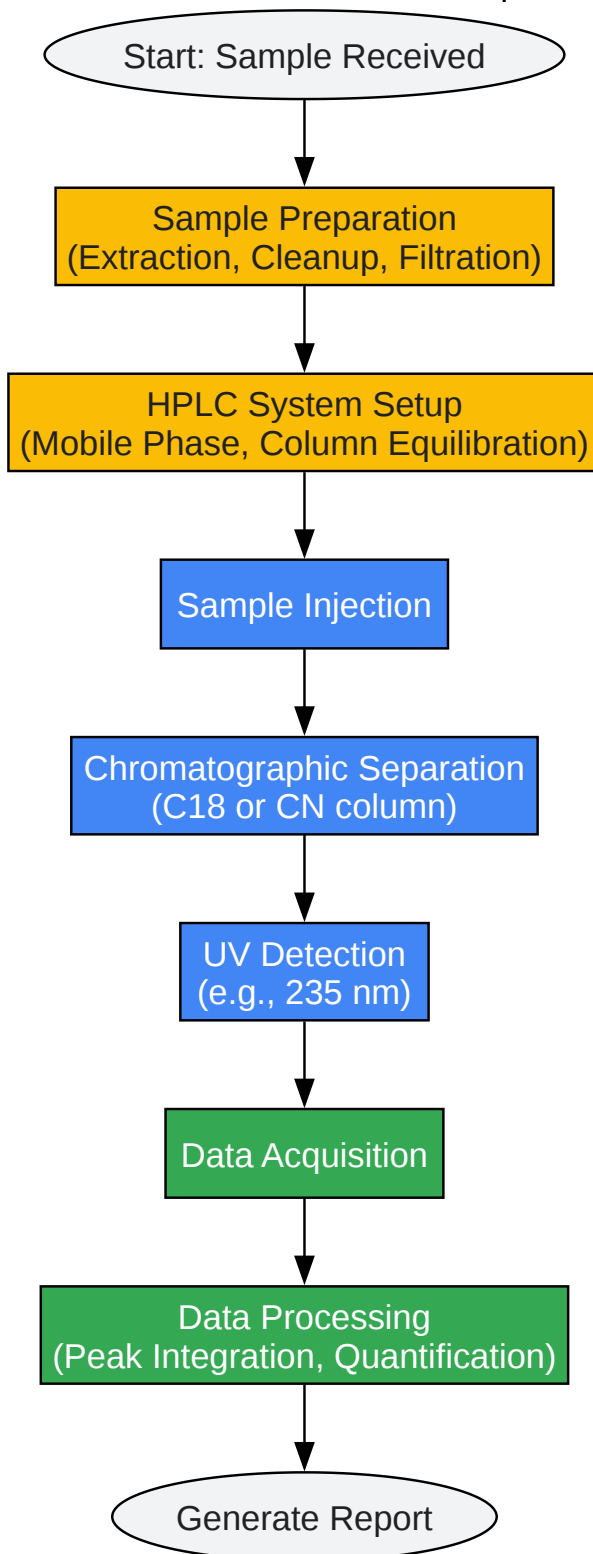 Start: Sample Received
Sample Preparation
(Extraction, Cleanup, Filtration)
HPLC System Setup
(Mobile Phase, Column Equilibration)
Sample Injection
Chromatographic Separation
(C18 or CN column)
UV Detection
(e.g., 235 nm)
Data Acquisition
Data Processing
(Peak Integration, Quantification)
Generate Report